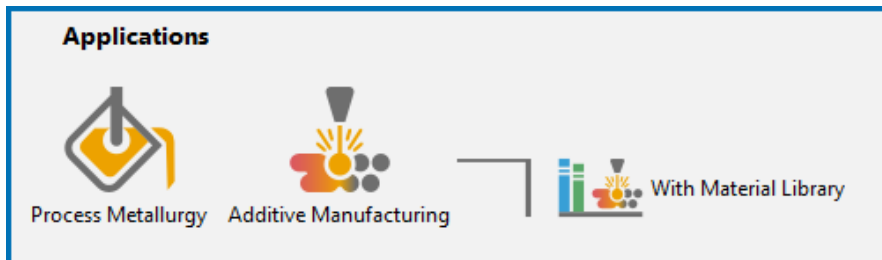 Applications
Process Metallurgy
Additive Manufacturing
With Material Library